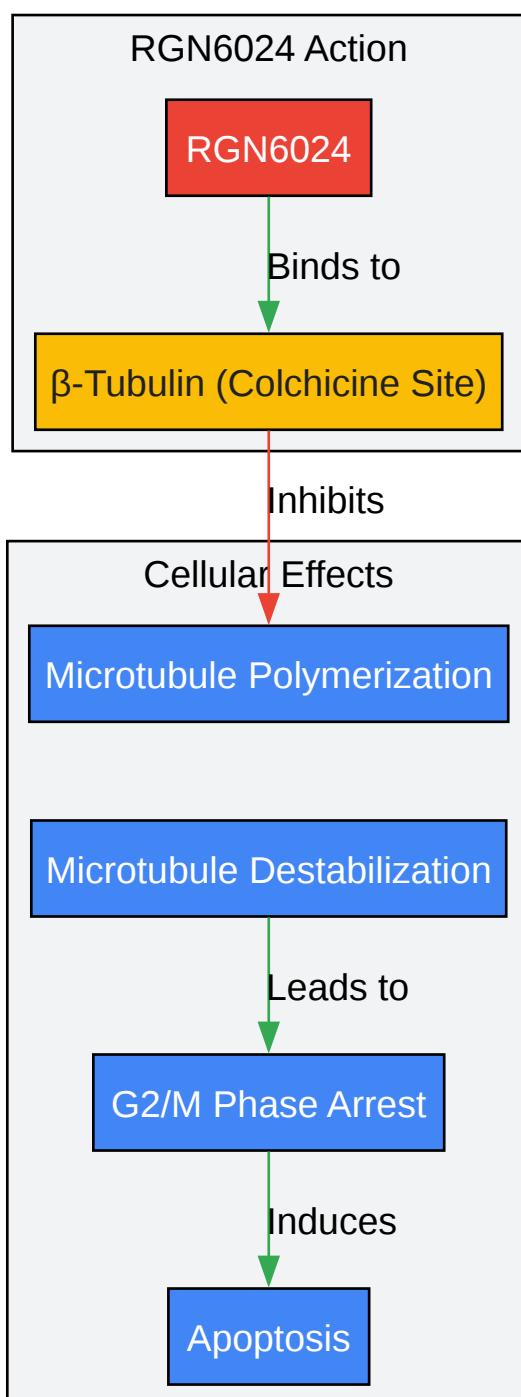 RGN6024 Action
RGN6024
Binds to
β-Tubulin (Colchicine Site)
Inhibits
Cellular Effects
Microtubule Polymerization
Microtubule Destabilization
Leads to
G2/M Phase Arrest
Induces
Apoptosis